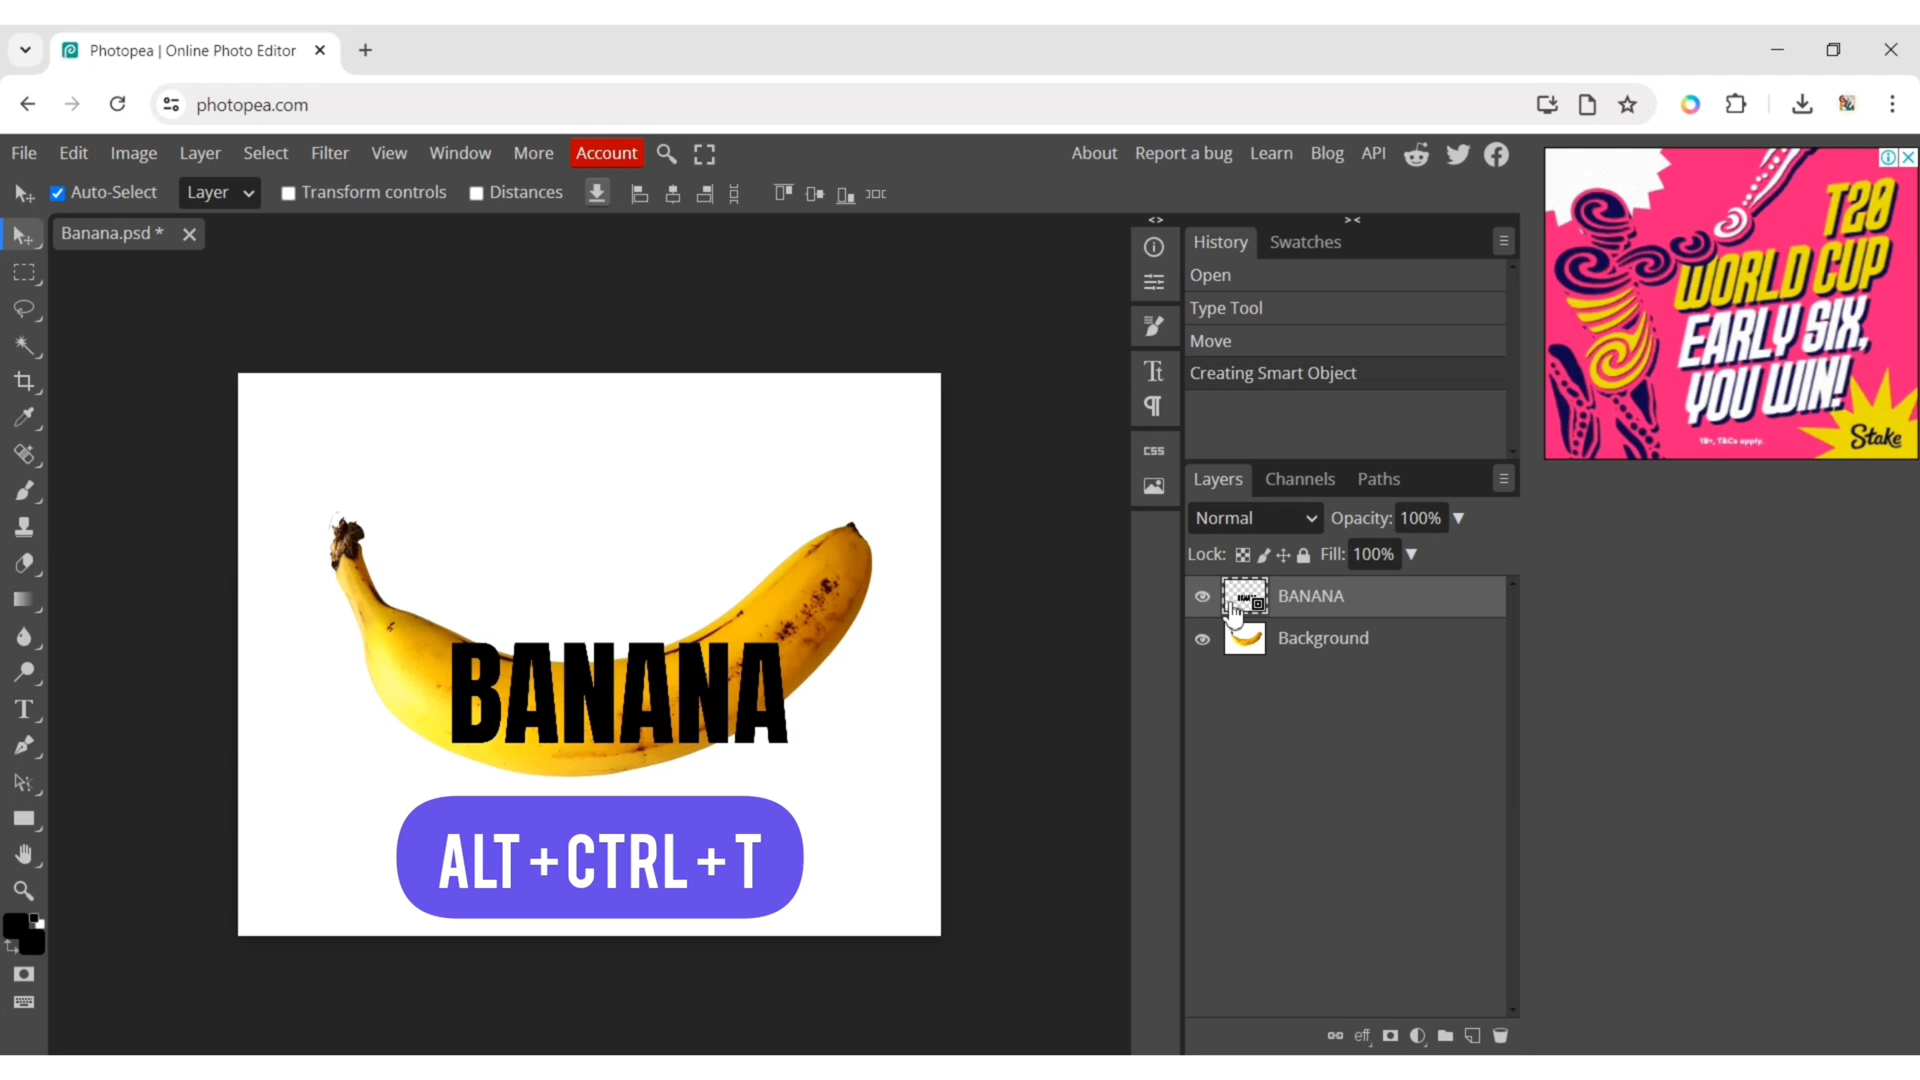 Photopea | Online Photo Editor
photopea.com
File Edit Image Layer Select Filter View Window More Account
About Report a bug Learn Blog API
Auto-Select Layer Transform controls Distances
Banana.psd *
History Swatches
Open
Type Tool
Move
Creating Smart Object
CSS
Layers Channels Paths
Normal Opacity: 100%
Lock: Fill: 100%
BANANA
Background
eff
BANANA
ALT + CTRL + T
T20
WORLD CUP
EARLY SIX,
YOU WIN!
18+, T&Cs apply.
Stake